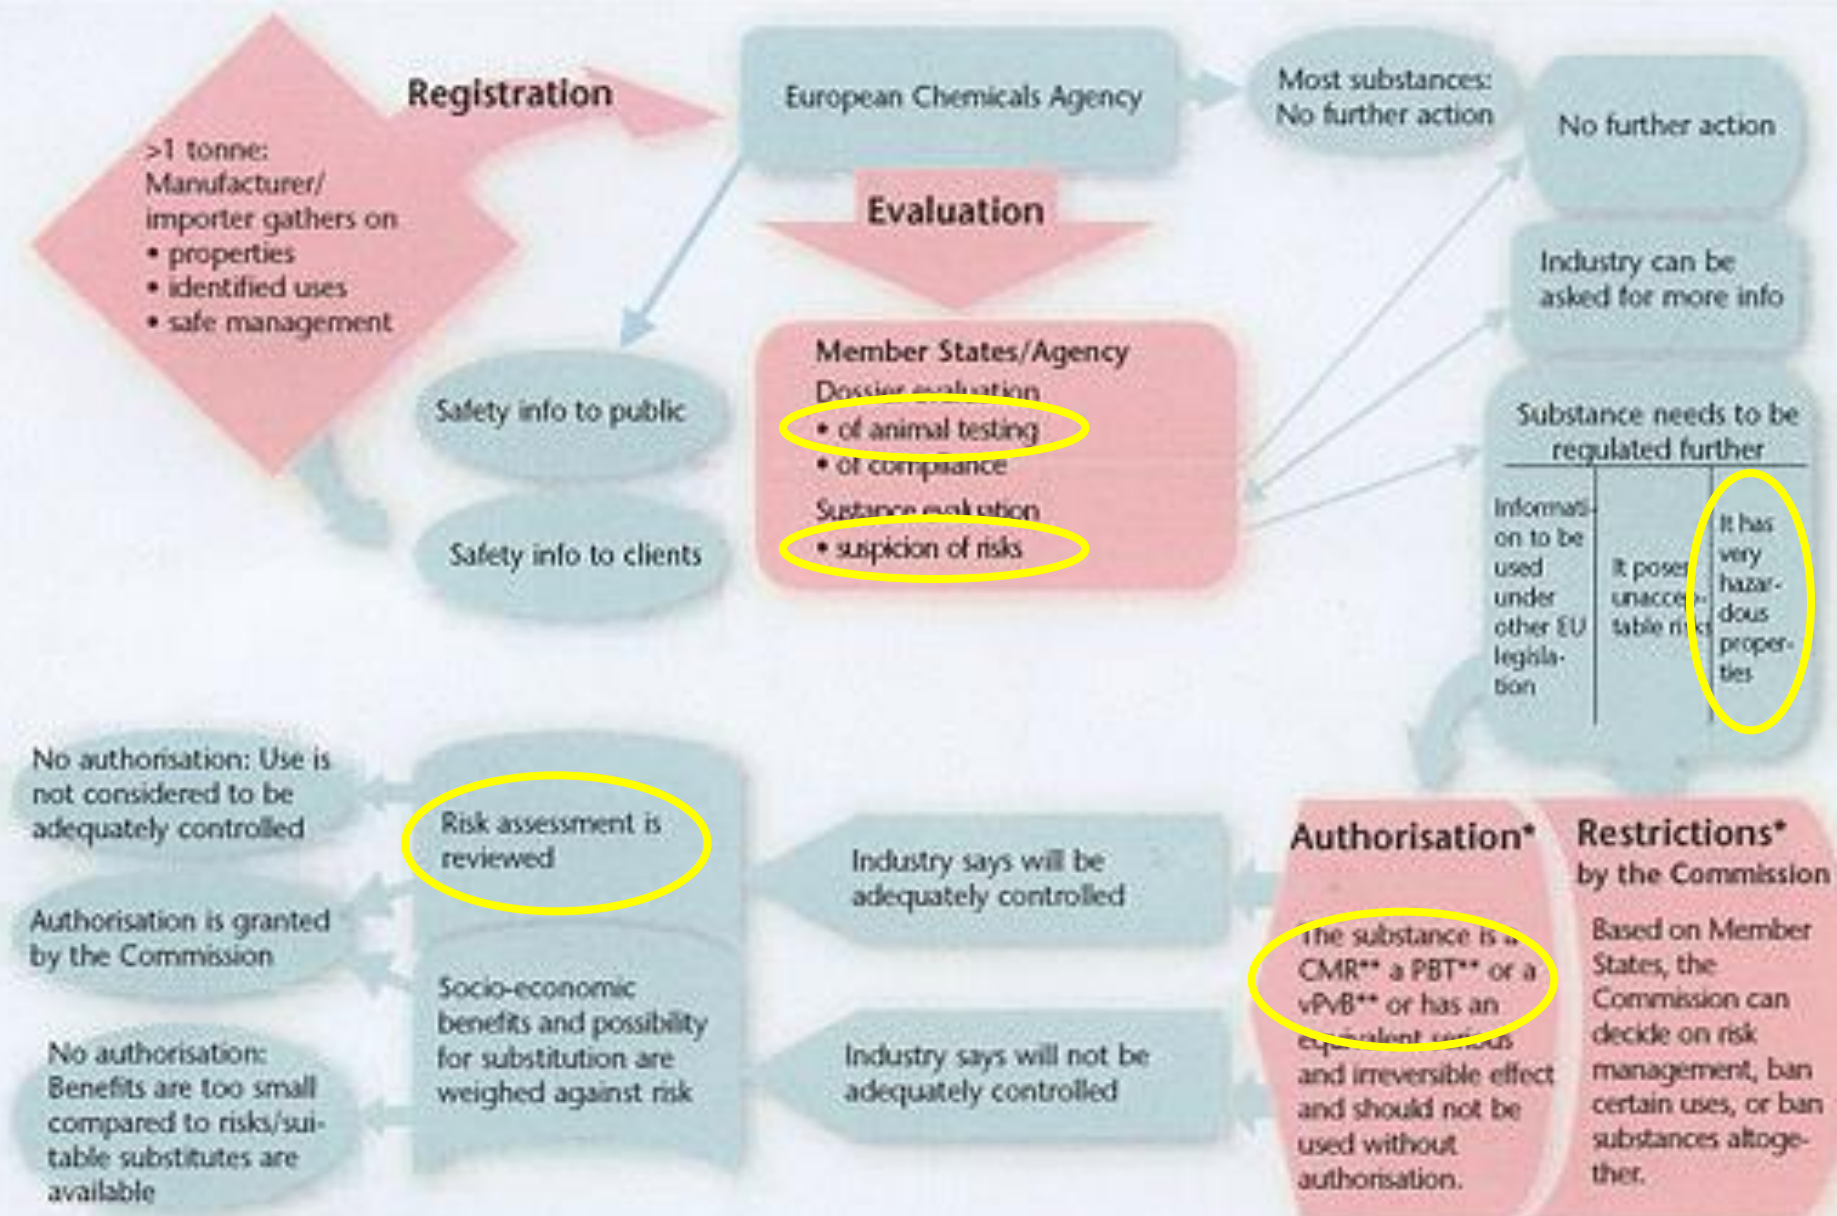 Registration
>1 tonne:
Manufacturer/
importer gathers on
• properties
• identified uses
• safe management
European Chemicals Agency
Most substances:
No further action
No further action
Evaluation
Industry can be
asked for more info
Safety info to public
Safety info to clients
Member States/Agency
Dossier evaluation
• of animal testing
• of compliance
Sustance evaluation
• suspicion of risks
Substance needs to be
regulated further
Informati-
on to be
used
under
other EU
legisla-
tion
It poses
unaccep-
table risks
It has
very
hazar-
dous
proper-
ties
No authorisation: Use is
not considered to be
adequately controlled
Authorisation is granted
by the Commission
No authorisation:
Benefits are too small
compared to risks/sui-
table substitutes are
available
Risk assessment is
reviewed
Socio-economic
benefits and possibility
for substitution are
weighed against risk
Industry says will be
adequately controlled
Industry says will not be
adequately controlled
Authorisation*
The substance is a
CMR** a PBT** or a
vPvB** or has an
equivalent serious
and irreversible effect
and should not be
used without
authorisation.
Restrictions*
by the Commission
Based on Member
States, the
Commission can
decide on risk
management, ban
certain uses, or ban
substances altoge-
ther.